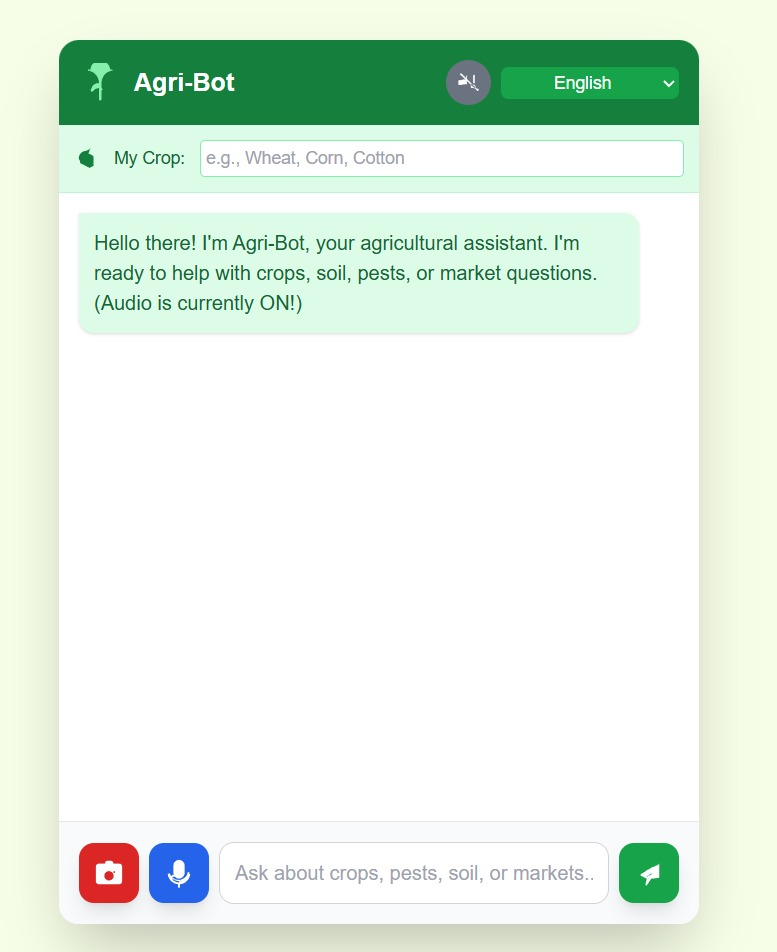 Agri-Bot
English
My Crop:
e.g., Wheat, Corn, Cotton
Hello there! I'm Agri-Bot, your agricultural assistant. I'm
ready to help with crops, soil, pests, or market questions.
(Audio is currently ON!)
Ask about crops, pests, soil, or markets..